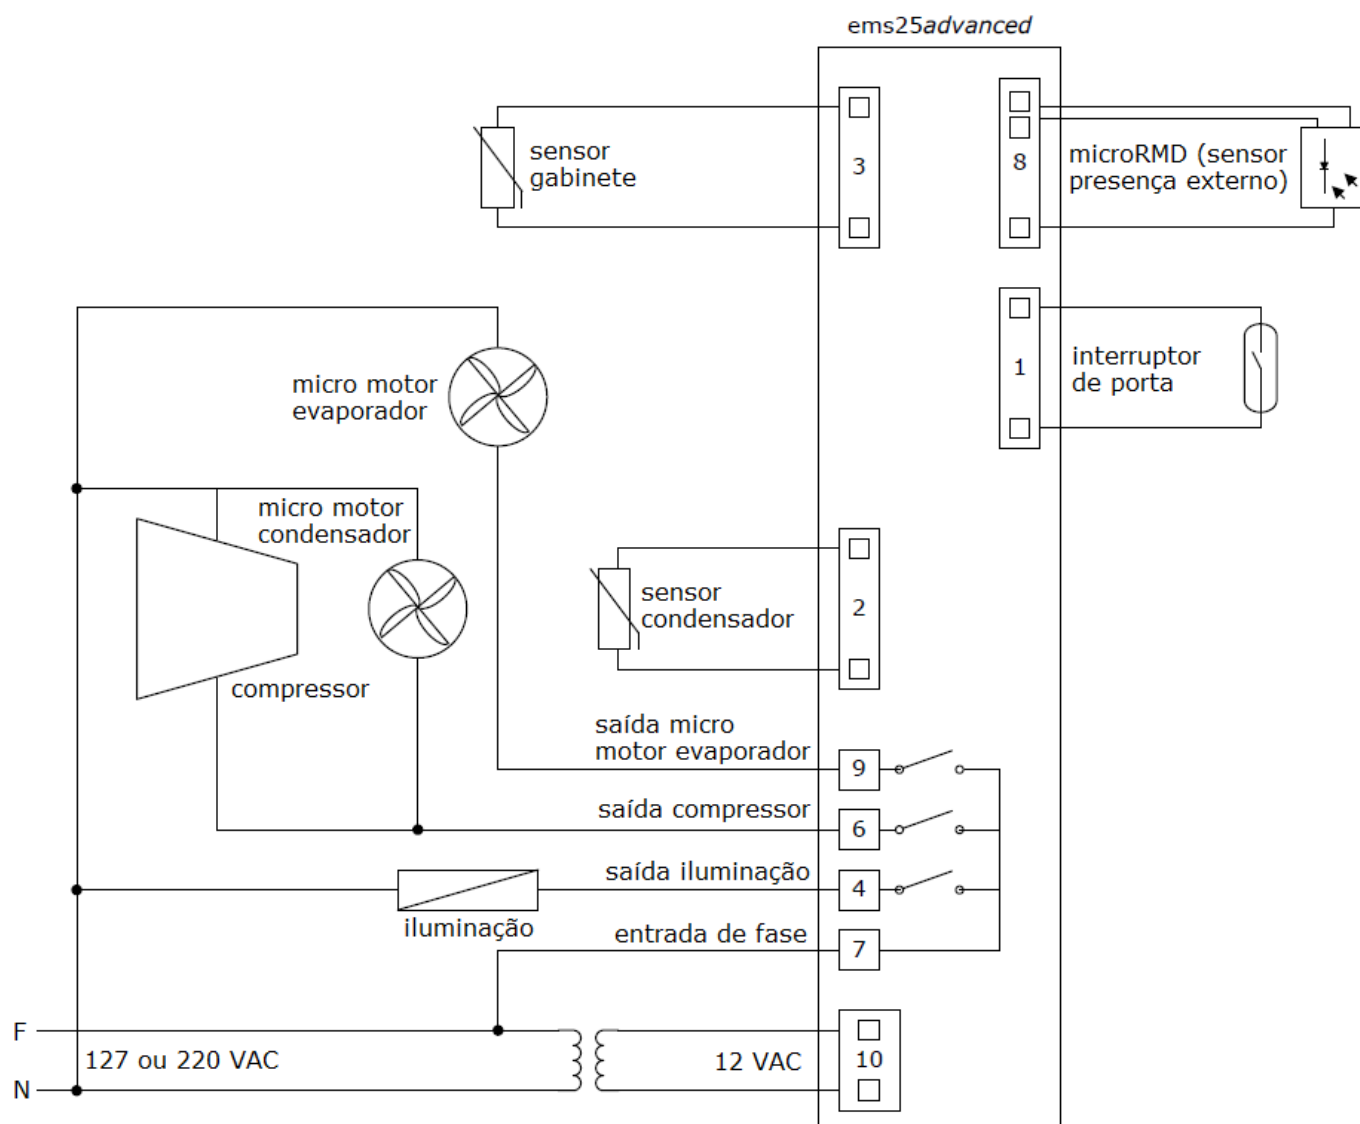 ems25advanced
sensor
gabinete
3
8
microRMD (sensor
presença externo)
micro motor
evaporador
1
interruptor
de porta
micro motor
condensador
compressor
sensor
condensador
2
saída micro
motor evaporador
9
saída compressor
6
saída iluminação
4
iluminação
entrada de fase
7
F
127 ou 220 VAC
12 VAC
10
N